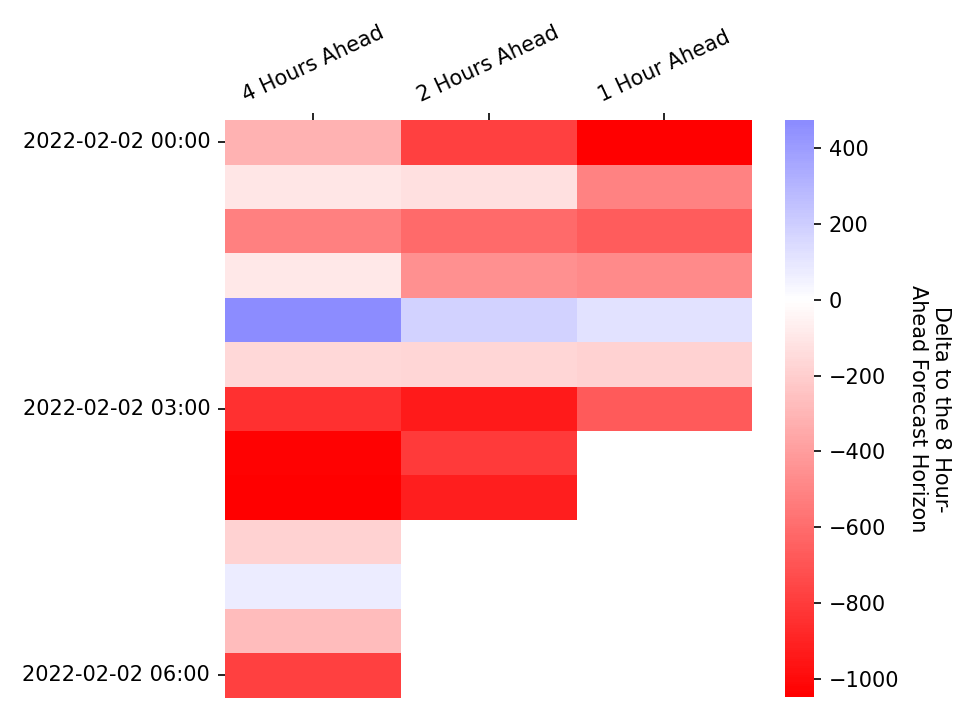 4 Hours Ahead
2 Hours Ahead
1 Hour Ahead
2022-02-02 00:00
2022-02-02 03:00
2022-02-02 06:00
400
200
0
−200
−400
−600
−800
−1000
Delta to the 8 Hour-
Ahead Forecast Horizon